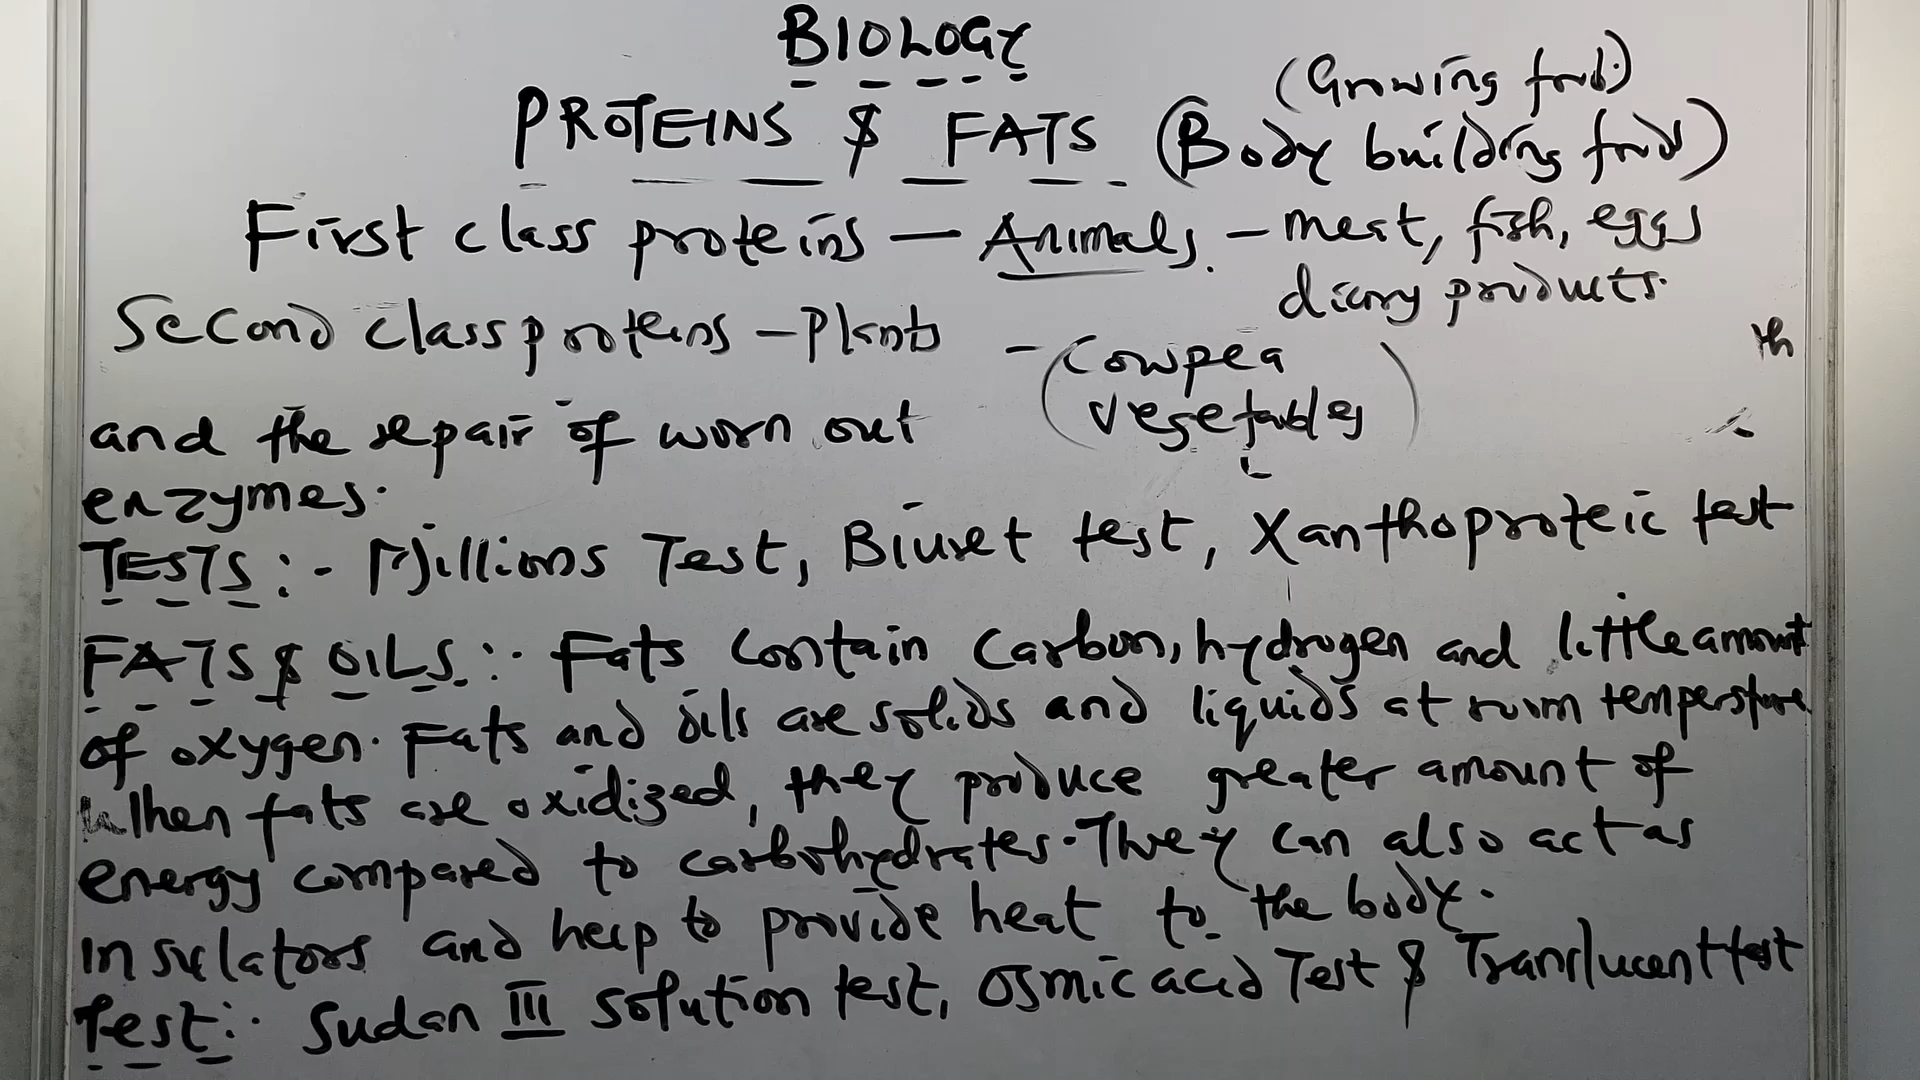 BIOLOGY
(Growing food.)
PROTEINS & FATS (Body building foods)
First class proteins — Animals. – meat, fish, eggs
diary products.
Second class proteins – Plants – (Cowpea
vegetables)
th
and the repair of worn out
enzymes.
TESTS:- Millions Test, Biuret test, Xanthoproteic test
FATS & OILS:- Fats contain Carbon, hydrogen and little amount
of oxygen. Fats and oils are solids and liquids at room temperature
When fats are oxidized, they produce greater amount of
energy compared to carbohydrates. They can also act as
insulators and help to provide heat to the body.
Test:- Sudan III solution test, Osmic acid Test & Translucent test